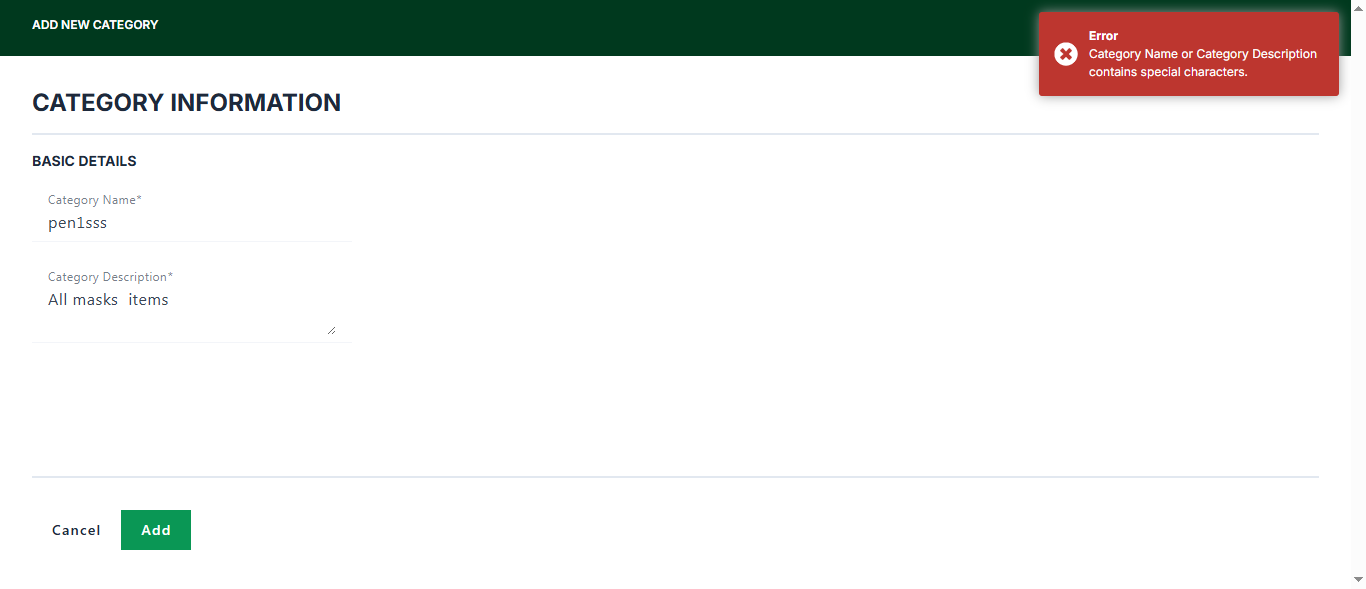 ADD NEW CATEGORY
Error
Category Name or Category Description
contains special characters.
CATEGORY INFORMATION
BASIC DETAILS
Category Name*
pen1sss
Category Description*
All masks  items
Cancel
Add